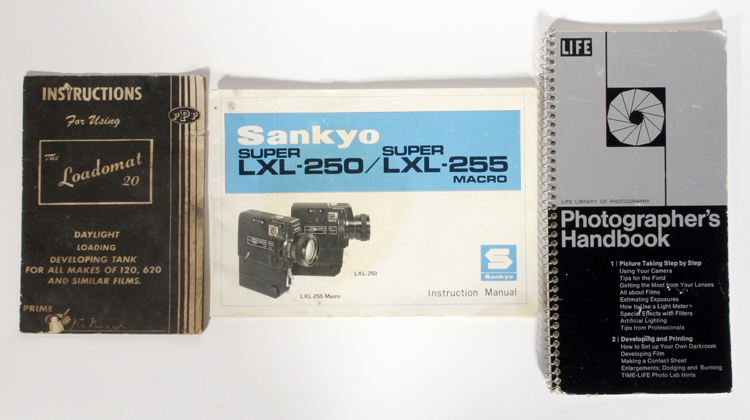 INSTRUCTIONS
For Using
PPP
The
Loadomat
20
DAYLIGHT
LOADING
DEVELOPING TANK
FOR ALL MAKES OF 120, 620
AND SIMILAR FILMS.
PRIME
Sankyo
SUPER LXL-250/SUPER LXL-255
MACRO
LXL-250
LXL-255 Macro
S
Sankyo
Instruction Manual
LIFE
LIFE LIBRARY OF PHOTOGRAPHY
Photographer's
Handbook
1 | Picture Taking Step by Step
Using Your Camera
Tips for the Field
Getting the Most from Your Lenses
All about Films
Estimating Exposures
How to Use a Light Meter
Special Effects with Filters
Artificial Lighting
Tips from Professionals
2 | Developing and Printing
How to Set up Your Own Darkroom
Developing Film
Making a Contact Sheet
Enlargements; Dodging and Burning
TIME-LIFE Photo Lab Hints